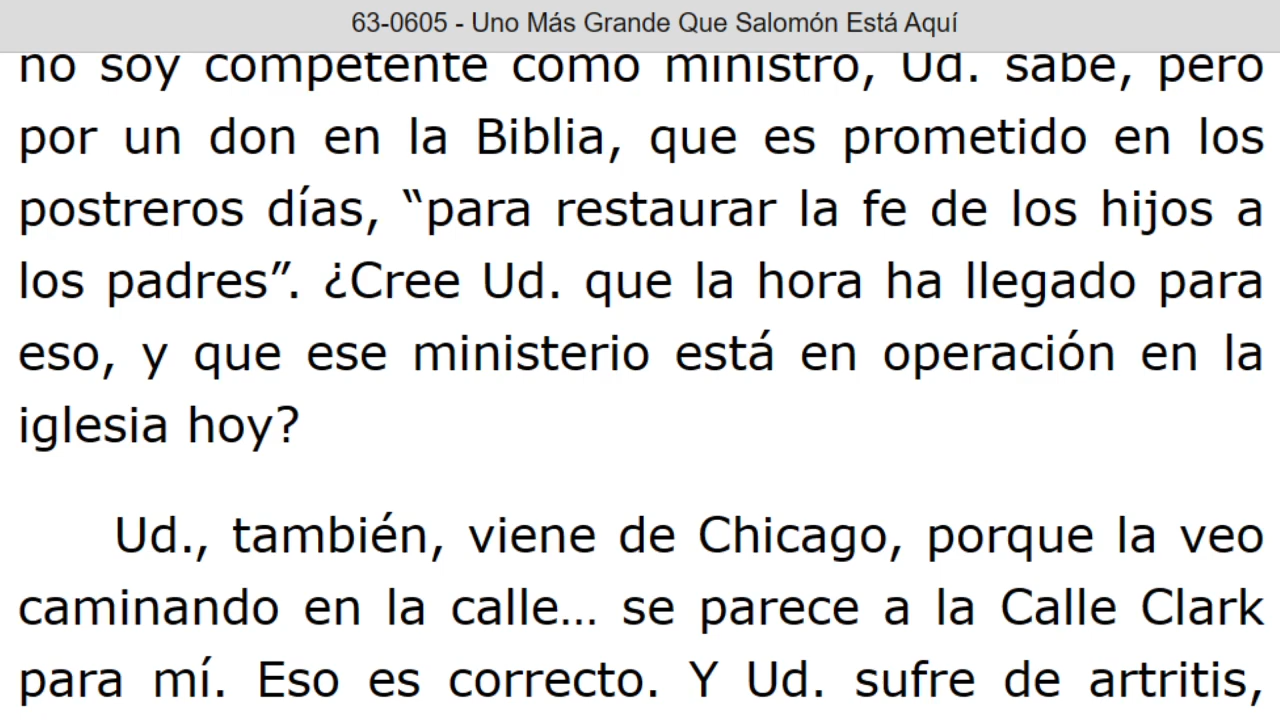 63-0605 - Uno Más Grande Que Salomón Está Aquí
no soy competente como ministro, Ud. sabe, pero
por un don en la Biblia, que es prometido en los
postreros días, “para restaurar la fe de los hijos a
los padres”. ¿Cree Ud. que la hora ha llegado para
eso, y que ese ministerio está en operación en la
iglesia hoy?
Ud., también, viene de Chicago, porque la veo
caminando en la calle… se parece a la Calle Clark
para mí. Eso es correcto. Y Ud. sufre de artritis,